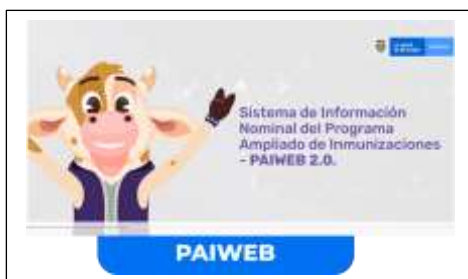 Sistema de Información
Nominal del Programa
Ampliado de Inmunizaciones
- PAIWEB 2.0.
PAIWEB